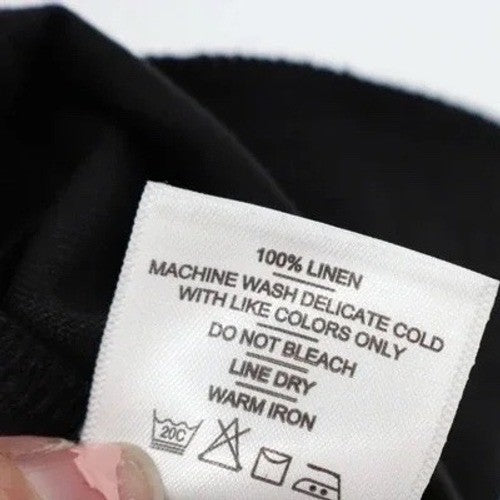 100% LINEN
MACHINE WASH DELICATE COLD
WITH LIKE COLORS ONLY
DO NOT BLEACH
LINE DRY
WARM IRON
20C